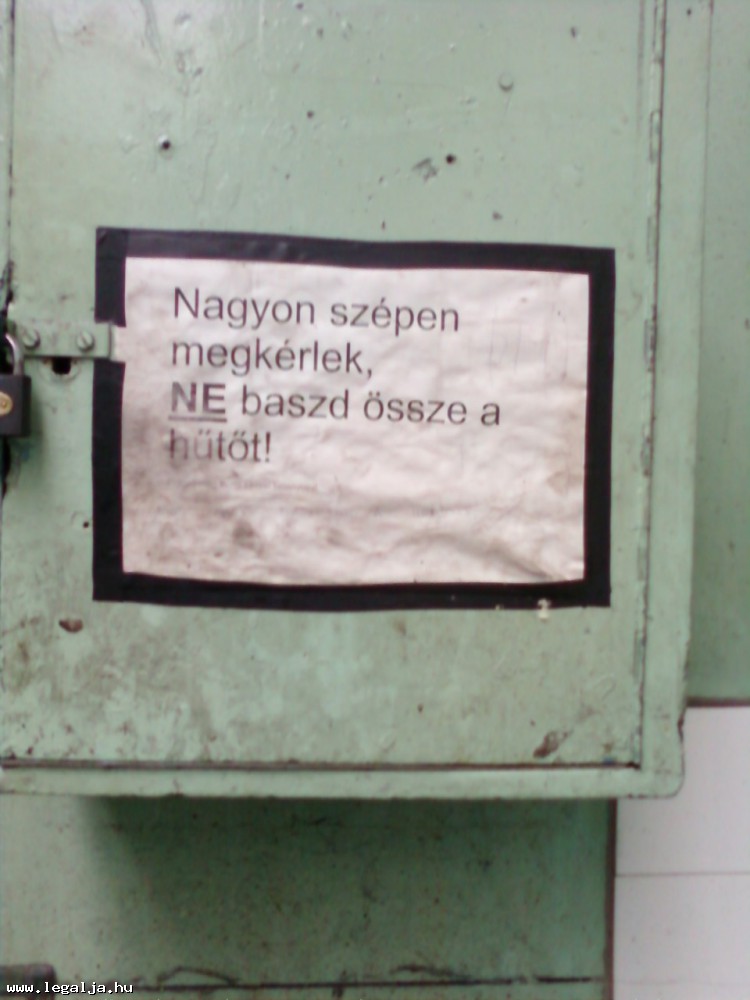 Nagyon szépen
megkérlek,
NE baszd össze a
hűtőt!
www.legalja.hu